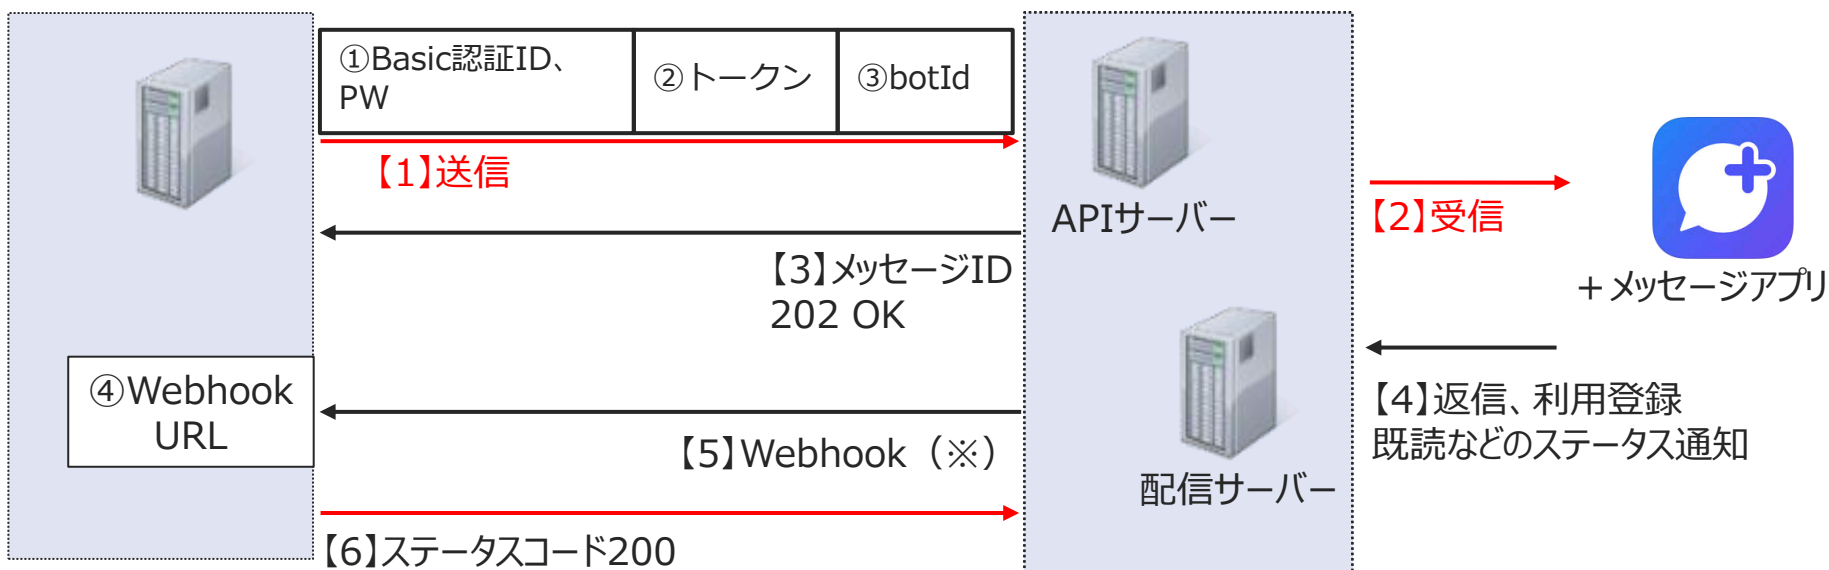 ①Basic認証ID、
PW
②トークン
③botId
【1】送信
APIサーバー
【2】受信
＋メッセージアプリ
【3】メッセージID
202 OK
④Webhook
URL
【4】返信、利用登録
既読などのステータス通知
【5】Webhook（※）
配信サーバー
【6】ステータスコード200